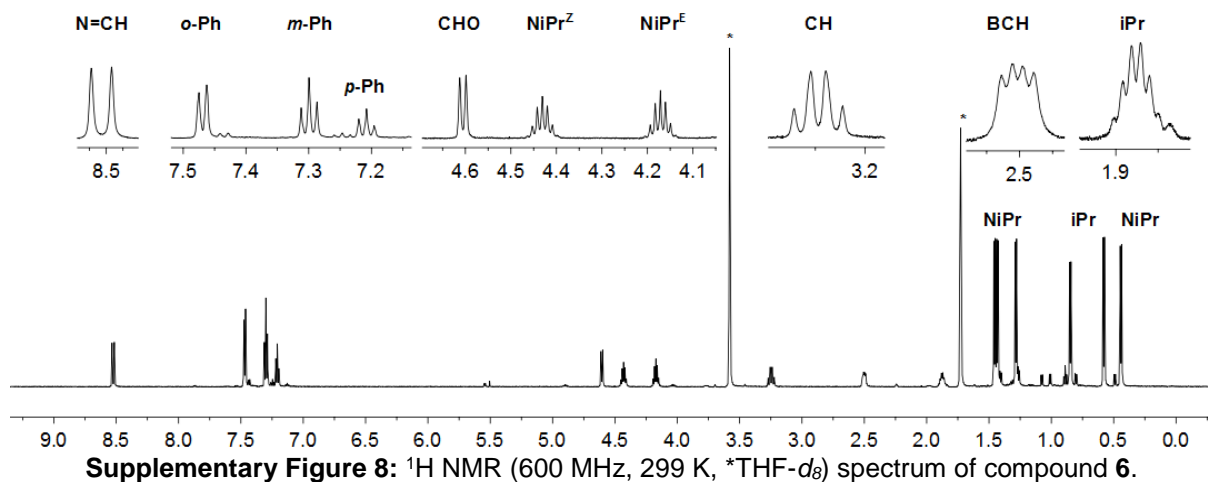 N=CH o-Ph m-Ph CHO NiPrᶻ NiPrᴱ CH BCH iPr
*
p-Ph
*
8.5 7.5 7.4 7.3 7.2 4.6 4.5 4.4 4.3 4.2 4.1 3.2 2.5 1.9
NiPr iPr NiPr
9.0 8.5 8.0 7.5 7.0 6.5 6.0 5.5 5.0 4.5 4.0 3.5 3.0 2.5 2.0 1.5 1.0 0.5 0.0
Supplementary Figure 8: ¹H NMR (600 MHz, 299 K, *THF-d₈) spectrum of compound 6.